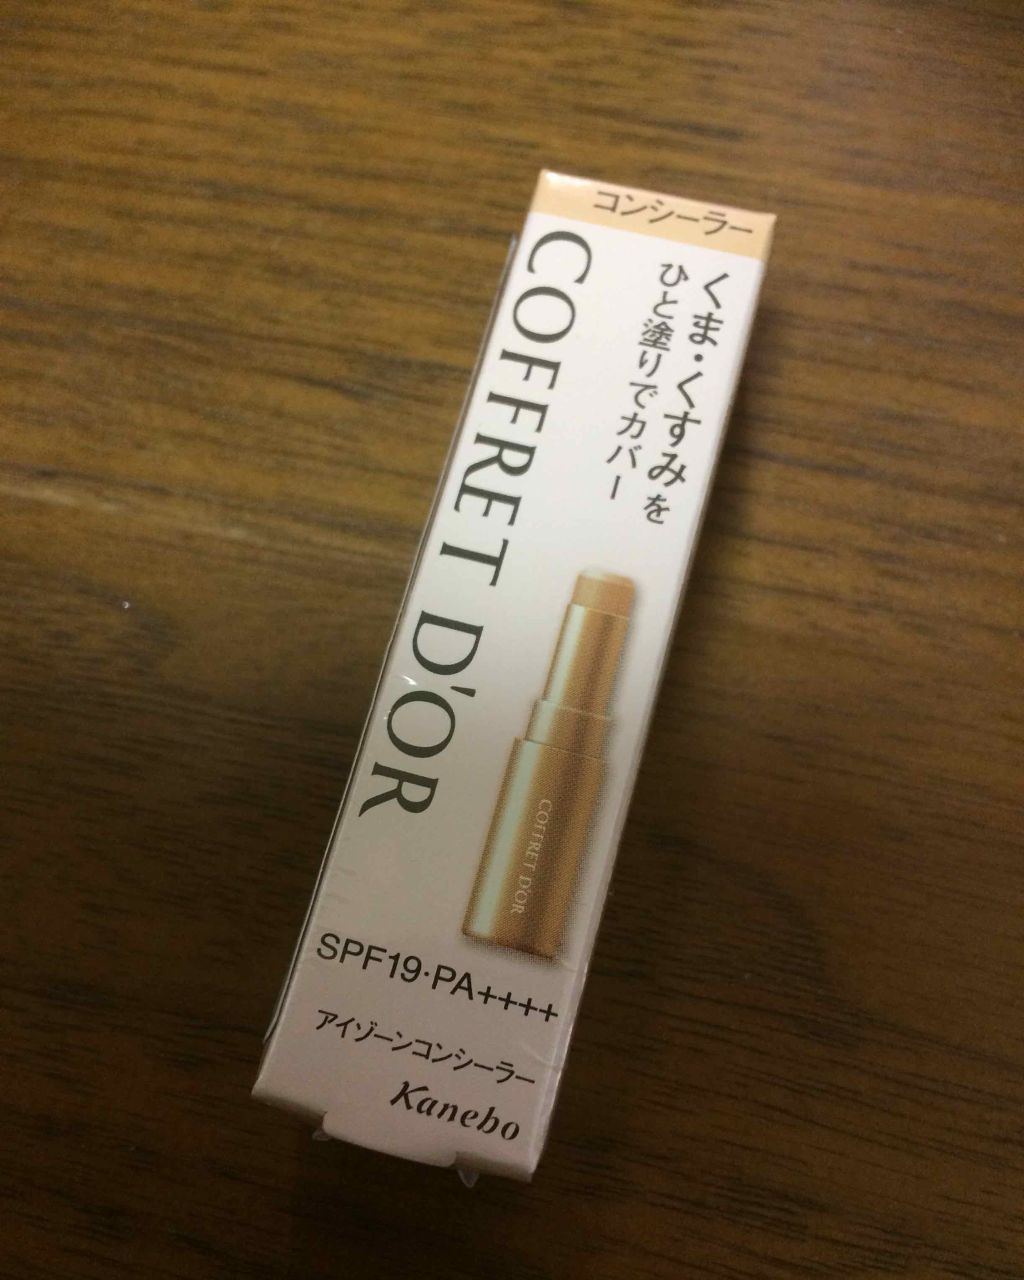 コンシーラー
くま・くすみを
ひと塗りでカバー
COFFRET D'OR
COFFRET D'OR
SPF19·PA++++
アイゾーンコンシーラー
Kanebo